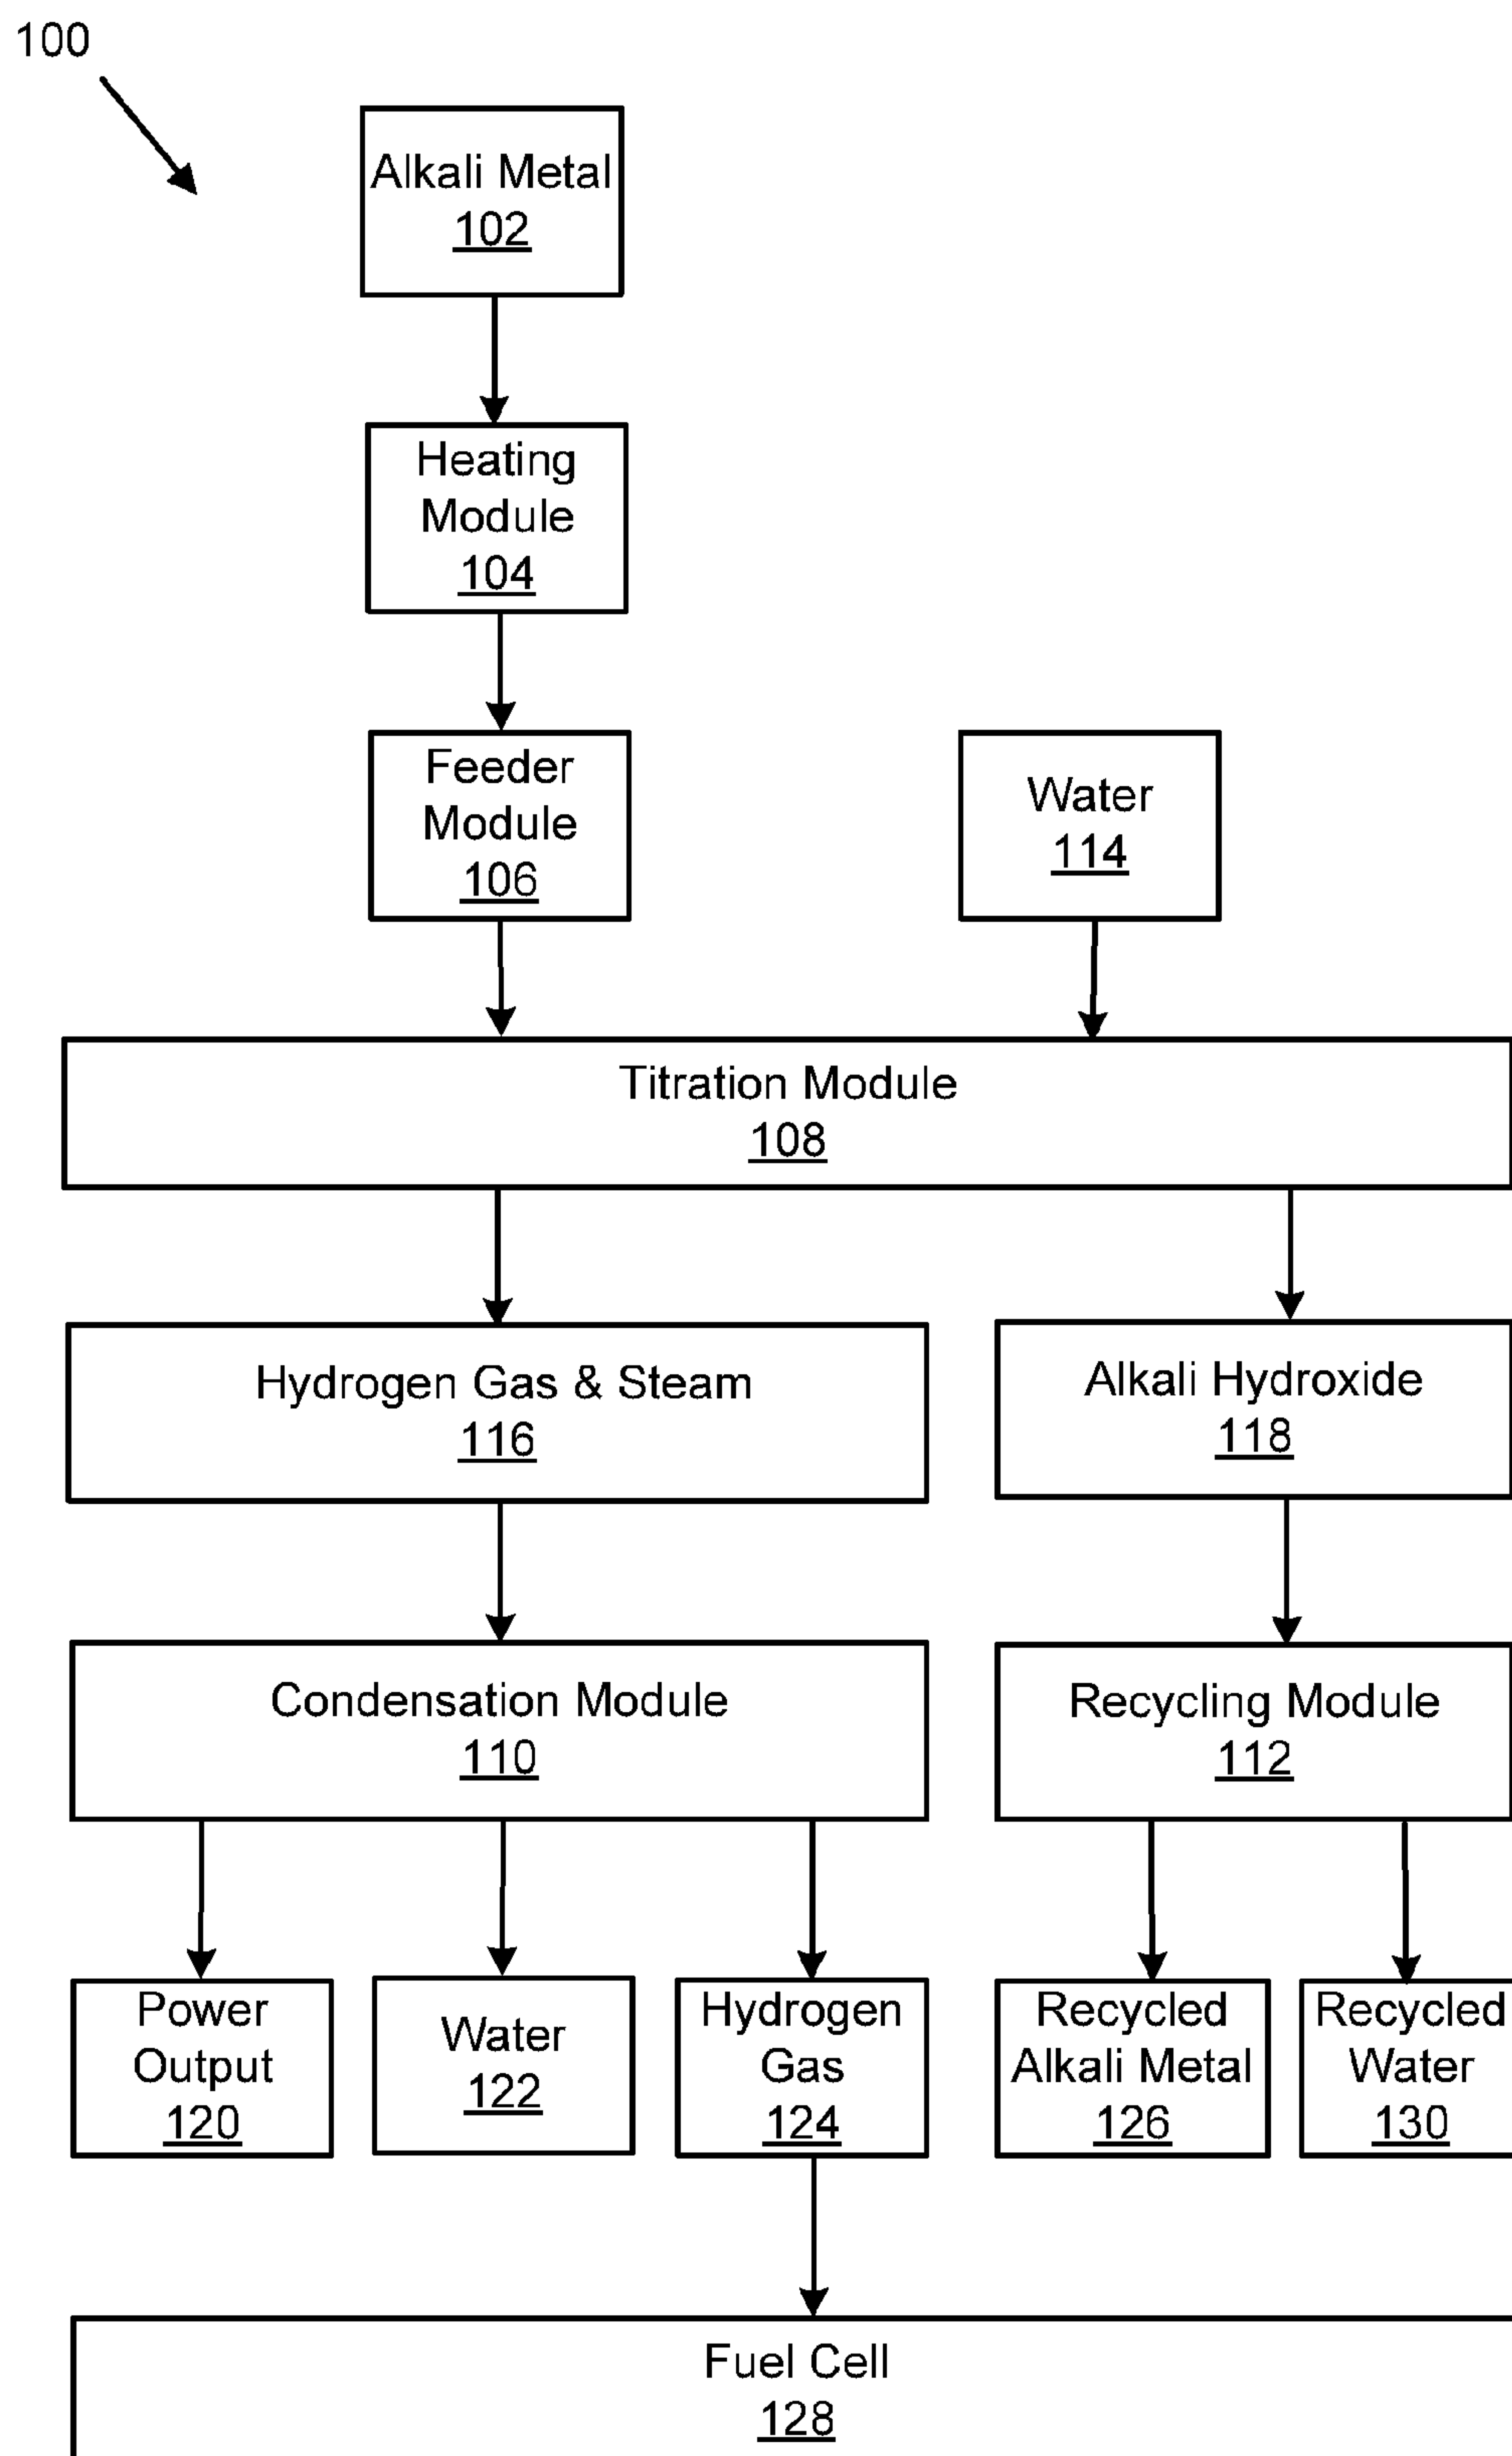 100
Alkali Metal
102
Heating
Module
104
Feeder
Module
106
Water
114
Titration Module
108
Hydrogen Gas & Steam
116
Alkali Hydroxide
118
Condensation Module
110
Recycling Module
112
Power
Output
120
Water
122
Hydrogen
Gas
124
Recycled
Alkali Metal
126
Recycled
Water
130
Fuel Cell
128